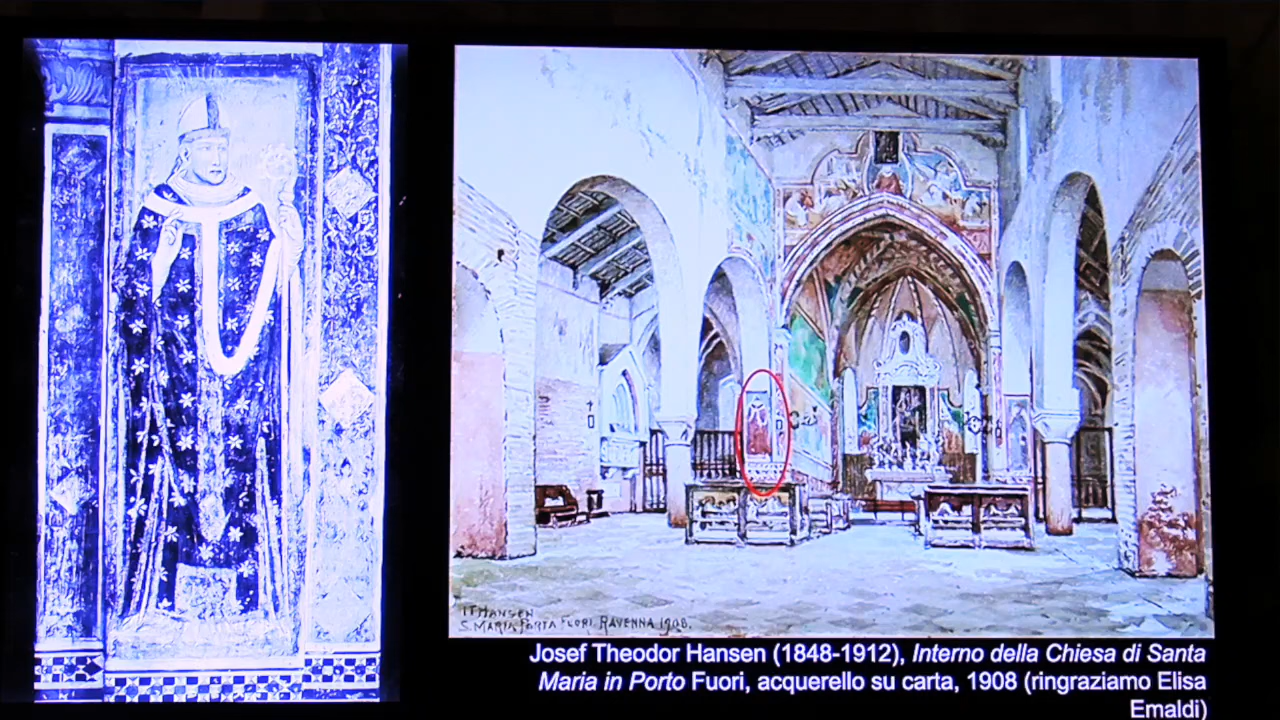 I T HANSEN
S. MARIA PORTA FUORI. RAVENNA 1908.
Josef Theodor Hansen (1848-1912), Interno della Chiesa di Santa
Maria in Porto Fuori, acquerello su carta, 1908 (ringraziamo Elisa
Emaldi)